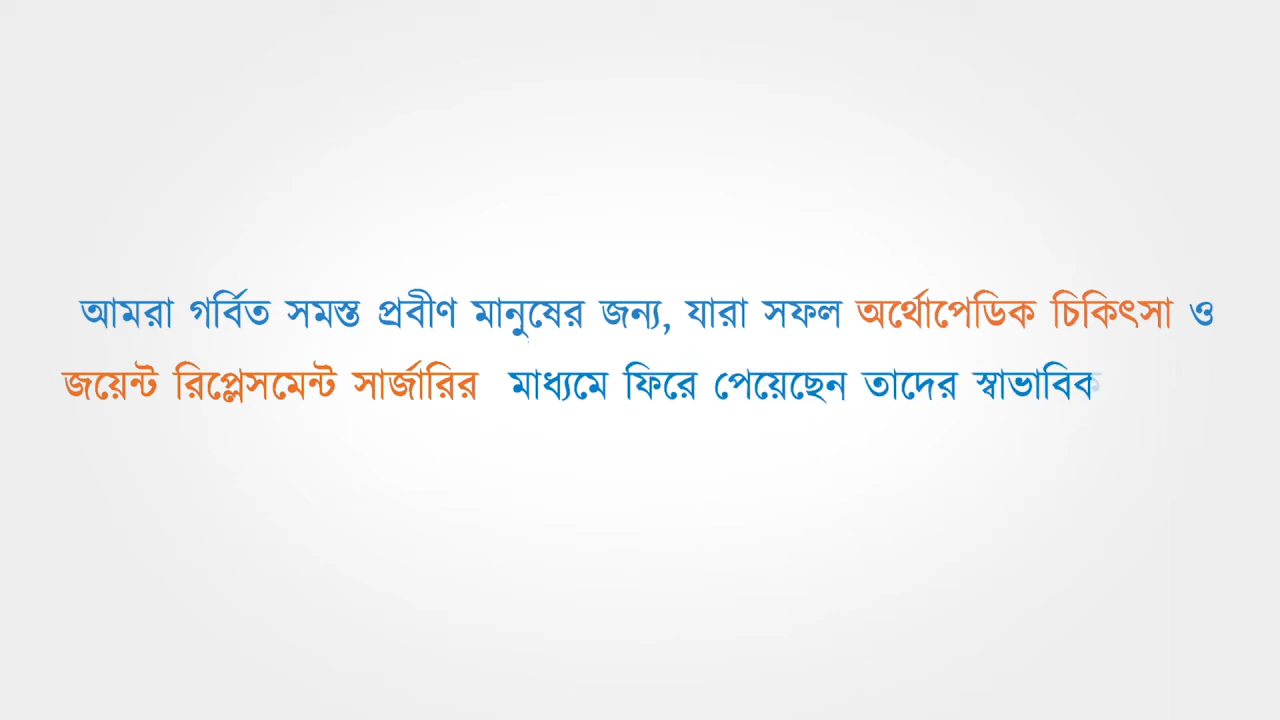 আমরা গর্বিত সমস্ত প্রবীণ মানুষের জন্য, যারা সফল অর্থোপেডিক চিকিৎসা ও
জয়েন্ট রিপ্লেসমেন্ট সার্জারির মাধ্যমে ফিরে পেয়েছেন তাদের স্বাভাবিক